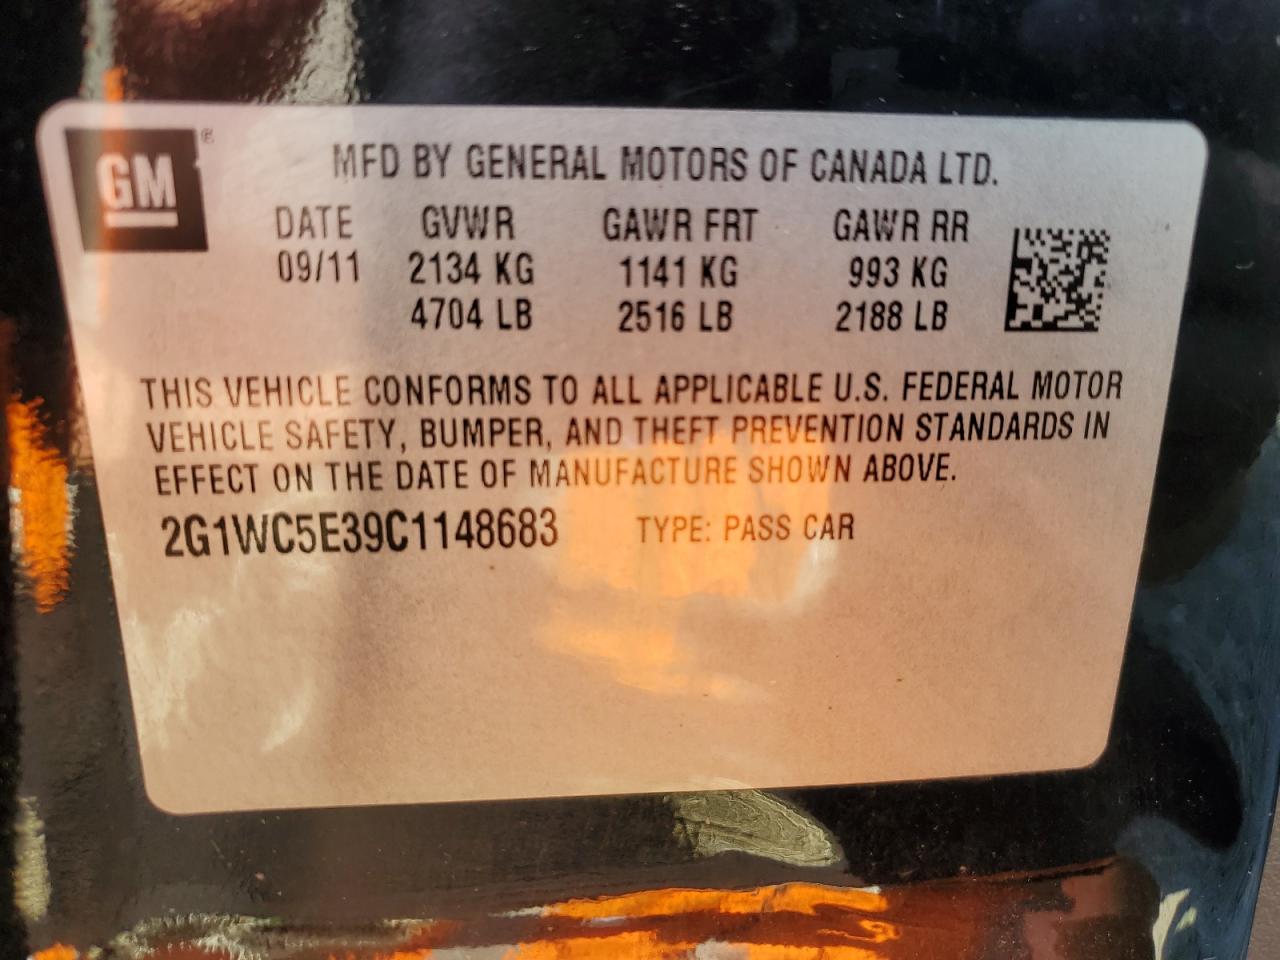 GM
MFD BY GENERAL MOTORS OF CANADA LTD.
DATE GVWR GAWR FRT GAWR RR
09/11 2134 KG 1141 KG 993 KG
4704 LB 2516 LB 2188 LB
THIS VEHICLE CONFORMS TO ALL APPLICABLE U.S. FEDERAL MOTOR
VEHICLE SAFETY, BUMPER, AND THEFT PREVENTION STANDARDS IN
EFFECT ON THE DATE OF MANUFACTURE SHOWN ABOVE.
2G1WC5E39C1148683 TYPE: PASS CAR